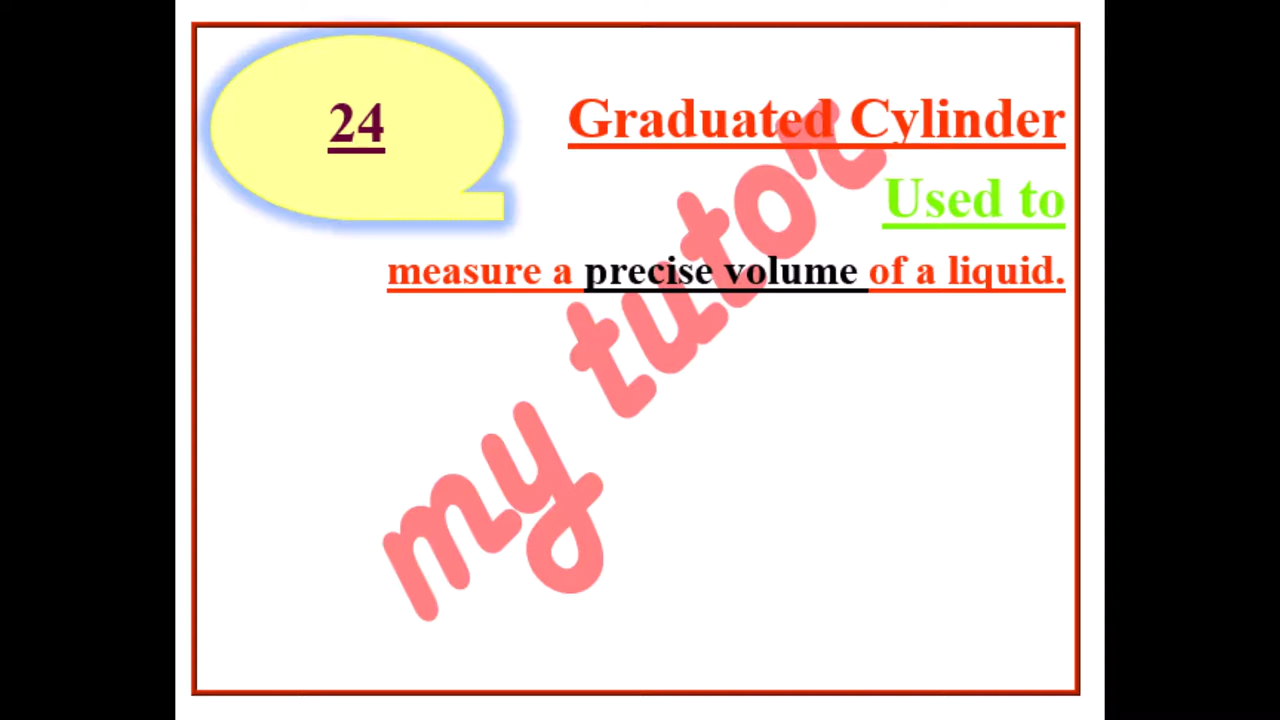 24
Graduated Cylinder
Used to
measure a precise volume of a liquid.
my tutor